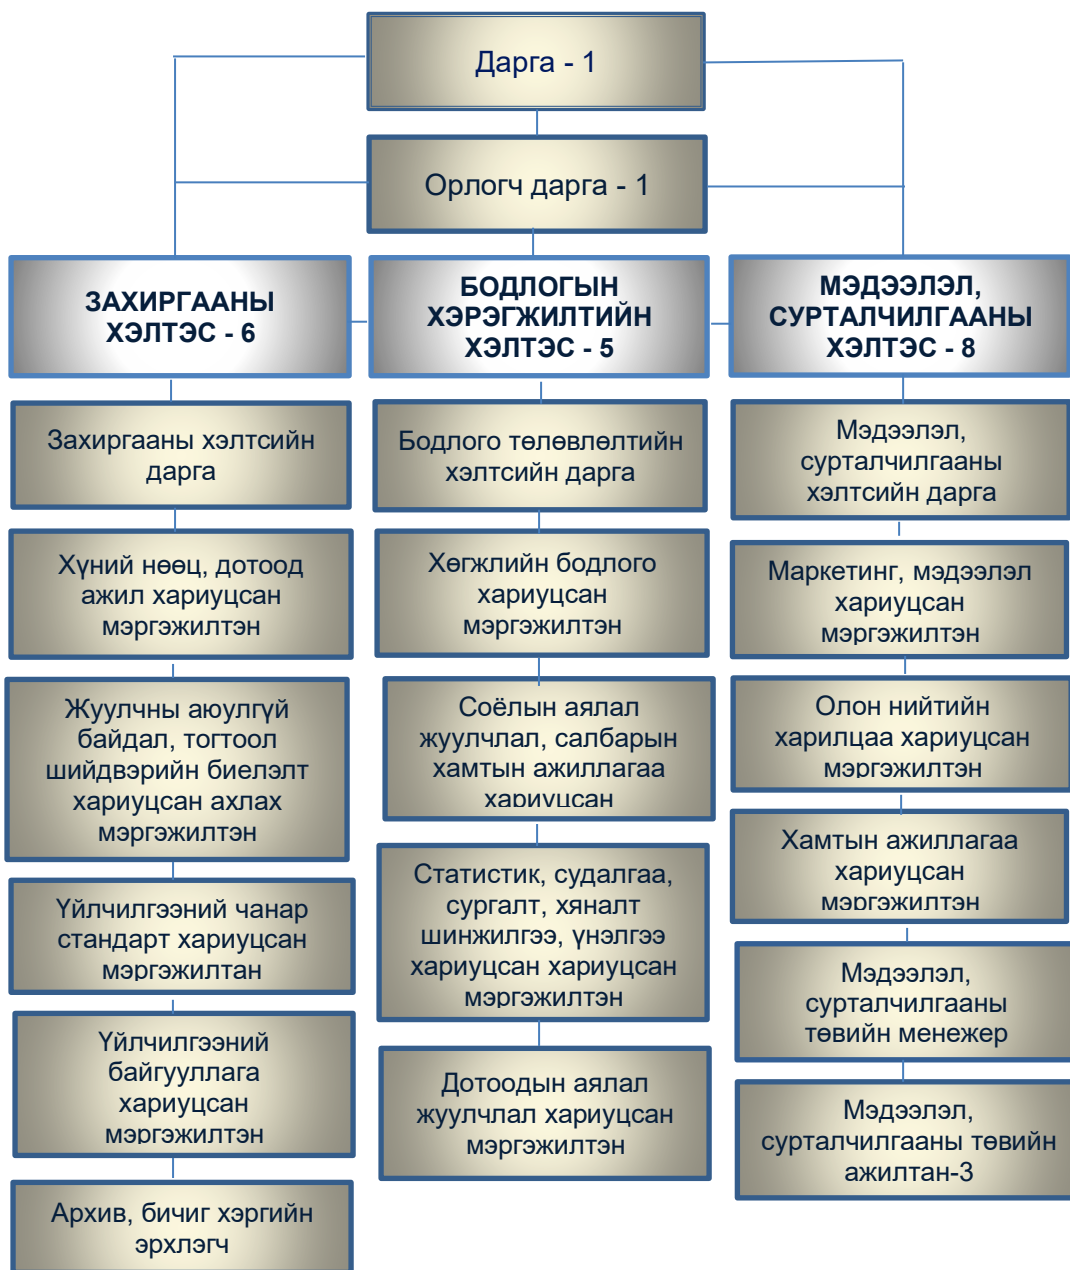 Дарга - 1
Орлогч дарга - 1
ЗАХИРГААНЫ
ХЭЛТЭС - 6
БОДЛОГЫН
ХЭРЭГЖИЛТИЙН
ХЭЛТЭС - 5
МЭДЭЭЛЭЛ,
СУРТАЛЧИЛГААНЫ
ХЭЛТЭС - 8
Захиргааны хэлтсийн
дарга
Хүний нөөц, дотоод
ажил хариуцсан
мэргэжилтэн
Жуулчны аюулгүй
байдал, тогтоол
шийдвэрийн биелэлт
хариуцсан ахлах
мэргэжилтэн
Үйлчилгээний чанар
стандарт хариуцсан
мэргэжилтан
Үйлчилгээний
байгууллага
хариуцсан
мэргэжилтэн
Архив, бичиг хэргийн
эрхлэгч
Бодлого төлөвлөлтийн
хэлтсийн дарга
Хөгжлийн бодлого
хариуцсан
мэргэжилтэн
Соёлын аялал
жуулчлал, салбарын
хамтын ажиллагаа
хариуцсан
Статистик, судалгаа,
сургалт, хяналт
шинжилгээ, үнэлгээ
хариуцсан хариуцсан
мэргэжилтэн
Дотоодын аялал
жуулчлал хариуцсан
мэргэжилтэн
Мэдээлэл,
сурталчилгааны
хэлтсийн дарга
Маркетинг, мэдээлэл
хариуцсан
мэргэжилтэн
Олон нийтийн
харилцаа хариуцсан
мэргэжилтэн
Хамтын ажиллагаа
хариуцсан
мэргэжилтэн
Мэдээлэл,
сурталчилгааны
төвийн менежер
Мэдээлэл,
сурталчилгааны төвийн
ажилтан-3